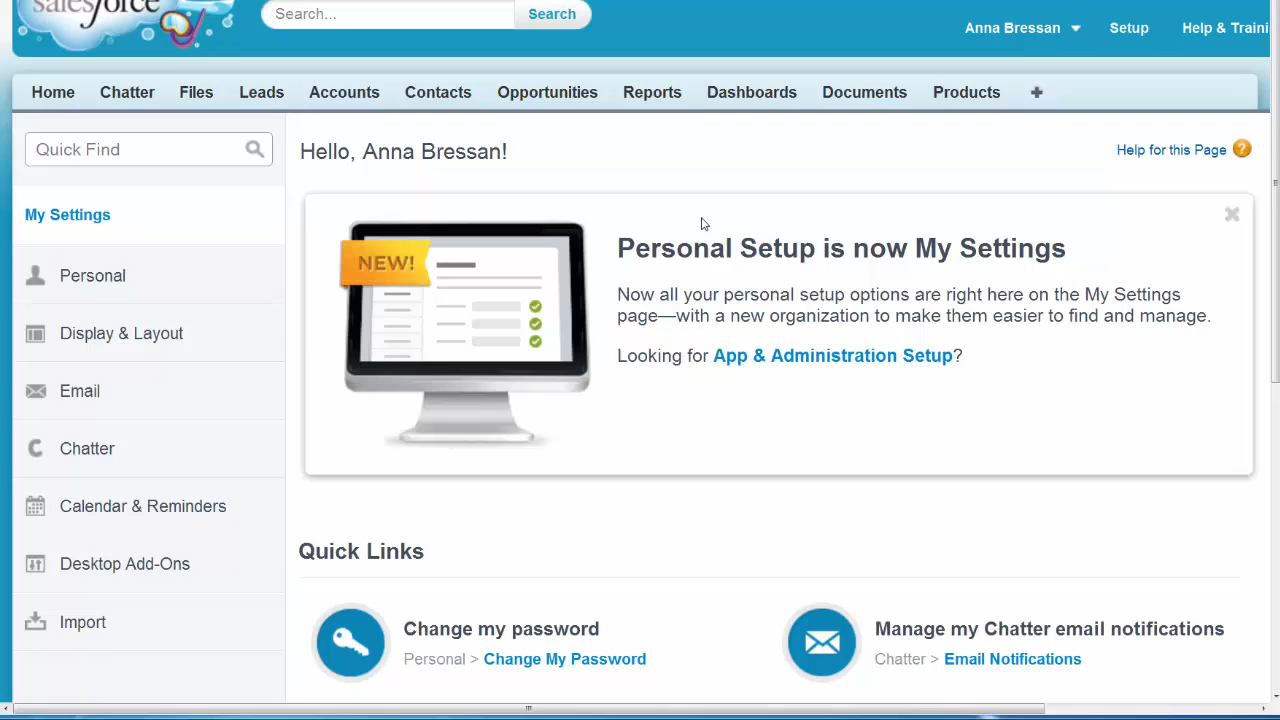 salesforce
Search...
Search
Anna Bressan
Setup
Help & Traini
Home
Chatter
Files
Leads
Accounts
Contacts
Opportunities
Reports
Dashboards
Documents
Products
Quick Find
My Settings
Personal
Display & Layout
Email
Chatter
Calendar & Reminders
Desktop Add-Ons
Import
Hello, Anna Bressan!
Help for this Page
NEW!
Personal Setup is now My Settings
Now all your personal setup options are right here on the My Settings
page—with a new organization to make them easier to find and manage.
Looking for App & Administration Setup?
Quick Links
Change my password
Personal > Change My Password
Manage my Chatter email notifications
Chatter > Email Notifications